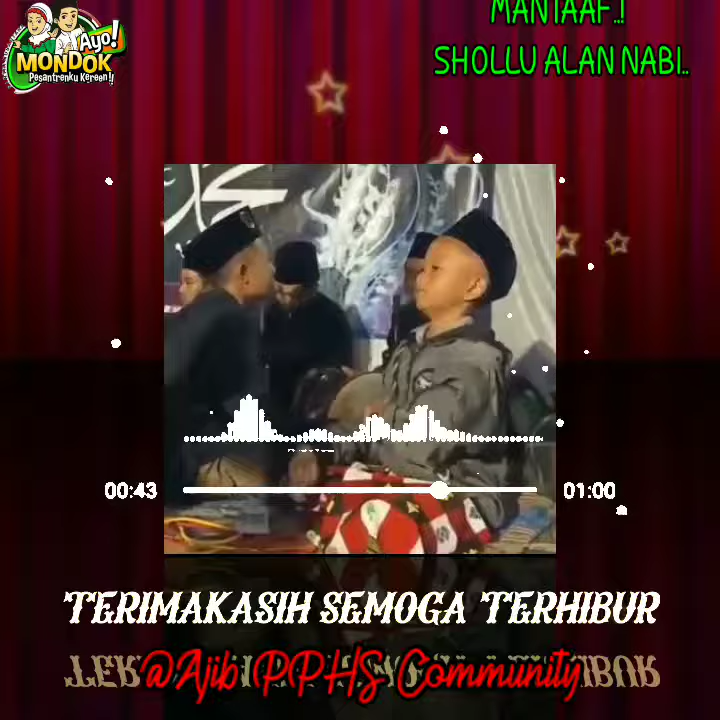 Ayo!
MONDOK
Pesantrenku Kereen!!
MANTAAF..!
SHOLLU ALAN NABI..
00:43
01:00
TERIMAKASIH SEMOGA TERHIBUR
@Ajib PPHS Community